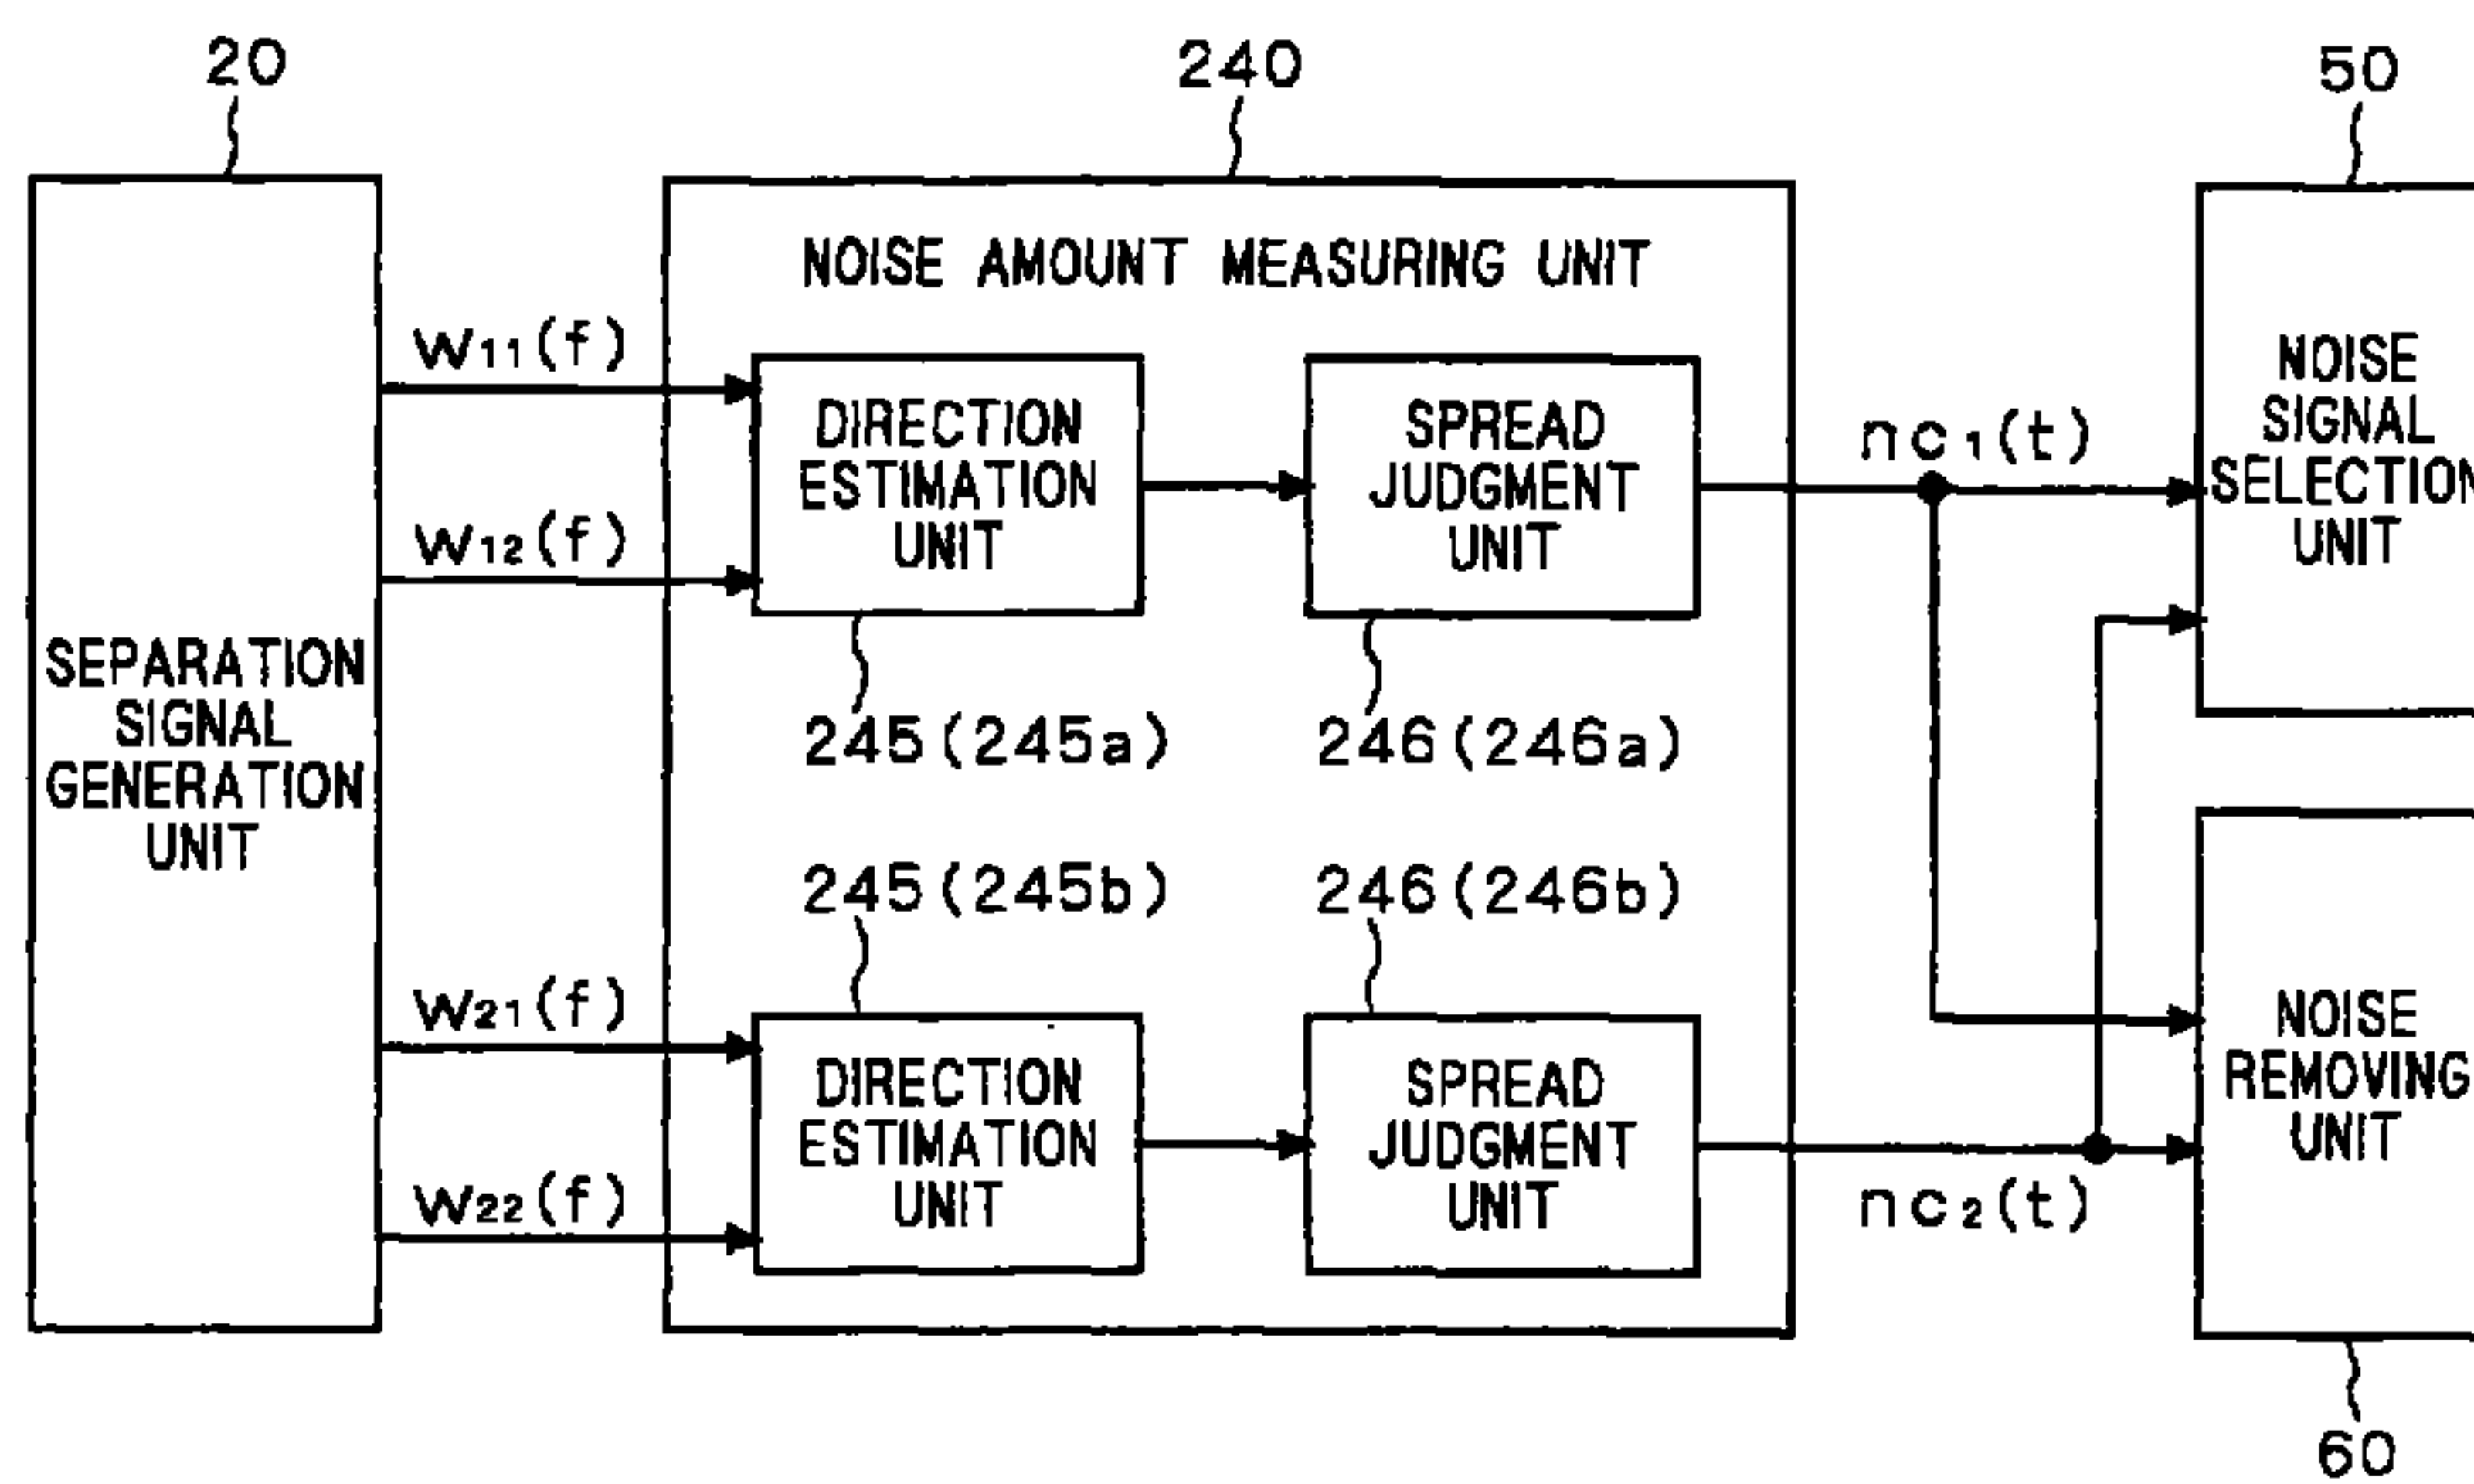 20
240
50
SEPARATION
SIGNAL
GENERATION
UNIT
NOISE AMOUNT MEASURING UNIT
W11(f)
W12(f)
DIRECTION
ESTIMATION
UNIT
SPREAD
JUDGMENT
UNIT
nc1(t)
NOISE
SIGNAL
SELECTION
UNIT
245(245a)
246(246a)
245(245b)
246(246b)
W21(f)
W22(f)
DIRECTION
ESTIMATION
UNIT
SPREAD
JUDGMENT
UNIT
nc2(t)
NOISE
REMOVING
UNIT
60